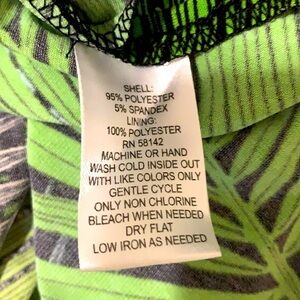 SHELL:
95% POLYESTER
5% SPANDEX
LINING:
100% POLYESTER
RN 58142
MACHINE OR HAND
WASH COLD INSIDE OUT
WITH LIKE COLORS ONLY
GENTLE CYCLE
ONLY NON CHLORINE
BLEACH WHEN NEEDED
DRY FLAT
LOW IRON AS NEEDED